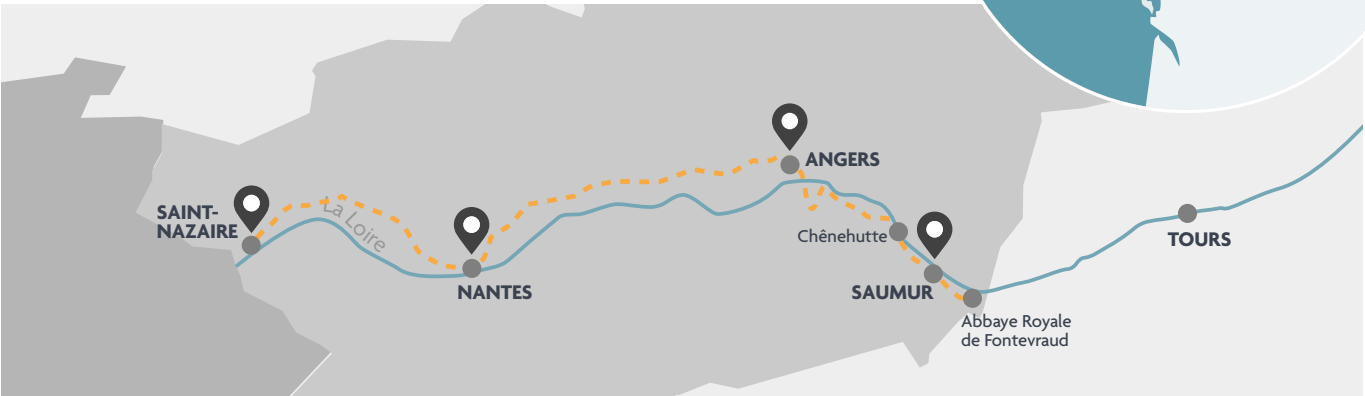 SAINT-
NAZAIRE
La Loire
NANTES
ANGERS
Chênehutte
SAUMUR
Abbaye Royale
de Fontevraud
TOURS